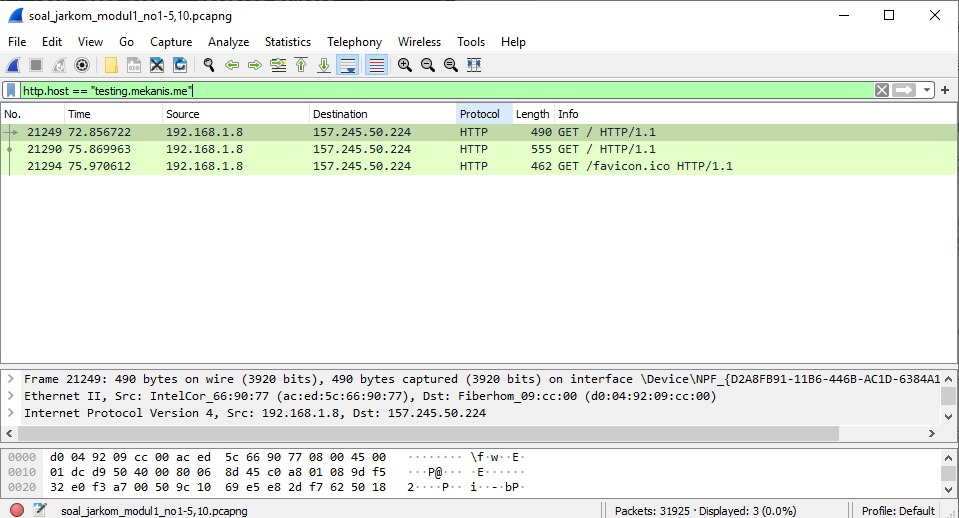 soal_jarkom_modul1_no1-5,10.pcapng
File Edit View Go Capture Analyze Statistics Telephony Wireless Tools Help
http.host == "testing.mekanis.me"
No. Time Source Destination Protocol Length Info
21249 72.856722 192.168.1.8 157.245.50.224 HTTP 490 GET / HTTP/1.1
21290 75.869963 192.168.1.8 157.245.50.224 HTTP 555 GET / HTTP/1.1
21294 75.970612 192.168.1.8 157.245.50.224 HTTP 462 GET /favicon.ico HTTP/1.1
Frame 21249: 490 bytes on wire (3920 bits), 490 bytes captured (3920 bits) on interface \Device\NPF_{D2A8FB91-11B6-446B-AC1D-6384A1
Ethernet II, Src: IntelCor_66:90:77 (ac:ed:5c:66:90:77), Dst: Fiberhom_09:cc:00 (d0:04:92:09:cc:00)
Internet Protocol Version 4, Src: 192.168.1.8, Dst: 157.245.50.224
0000 d0 04 92 09 cc 00 ac ed 5c 66 90 77 08 00 45 00 ········ \f·w··E·
0010 01 dc d9 50 40 00 80 06 8d 45 c0 a8 01 08 9d f5 ···P@··· ·E······
0020 32 e0 f3 a7 00 50 9c 10 69 e5 e8 2d f7 62 50 18 2····P·· i··-·bP·
soal_jarkom_modul1_no1-5,10.pcapng Packets: 31925 · Displayed: 3 (0.0%) Profile: Default